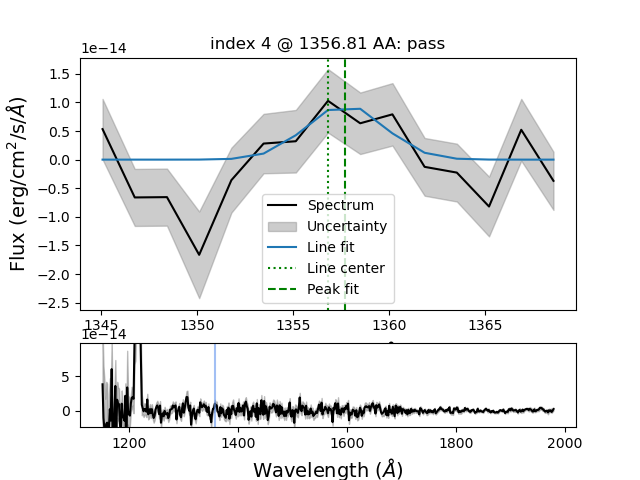 index 4 @ 1356.81 AA: pass
1e−14
1.5
1.0
0.5
0.0
−0.5
−1.0
−1.5
−2.0
−2.5
Flux (erg/cm²/s/Å)
Spectrum
Uncertainty
Line fit
Line center
Peak fit
1345 1350 1355 1360 1365
1e−14
5
0
1200 1400 1600 1800 2000
Wavelength (Å)